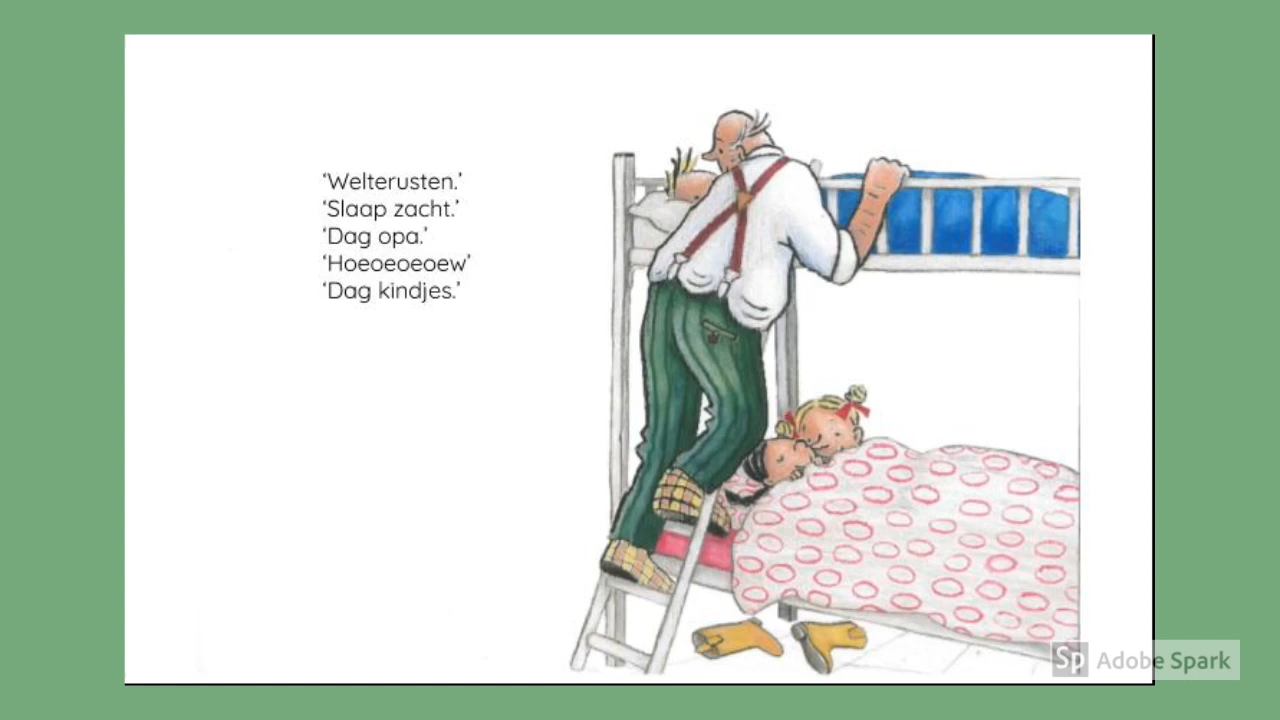 ‘Welterusten.’
‘Slaap zacht.’
‘Dag opa.’
‘Hoeoeoeoew’
‘Dag kindjes.’
Sp Adobe Spark